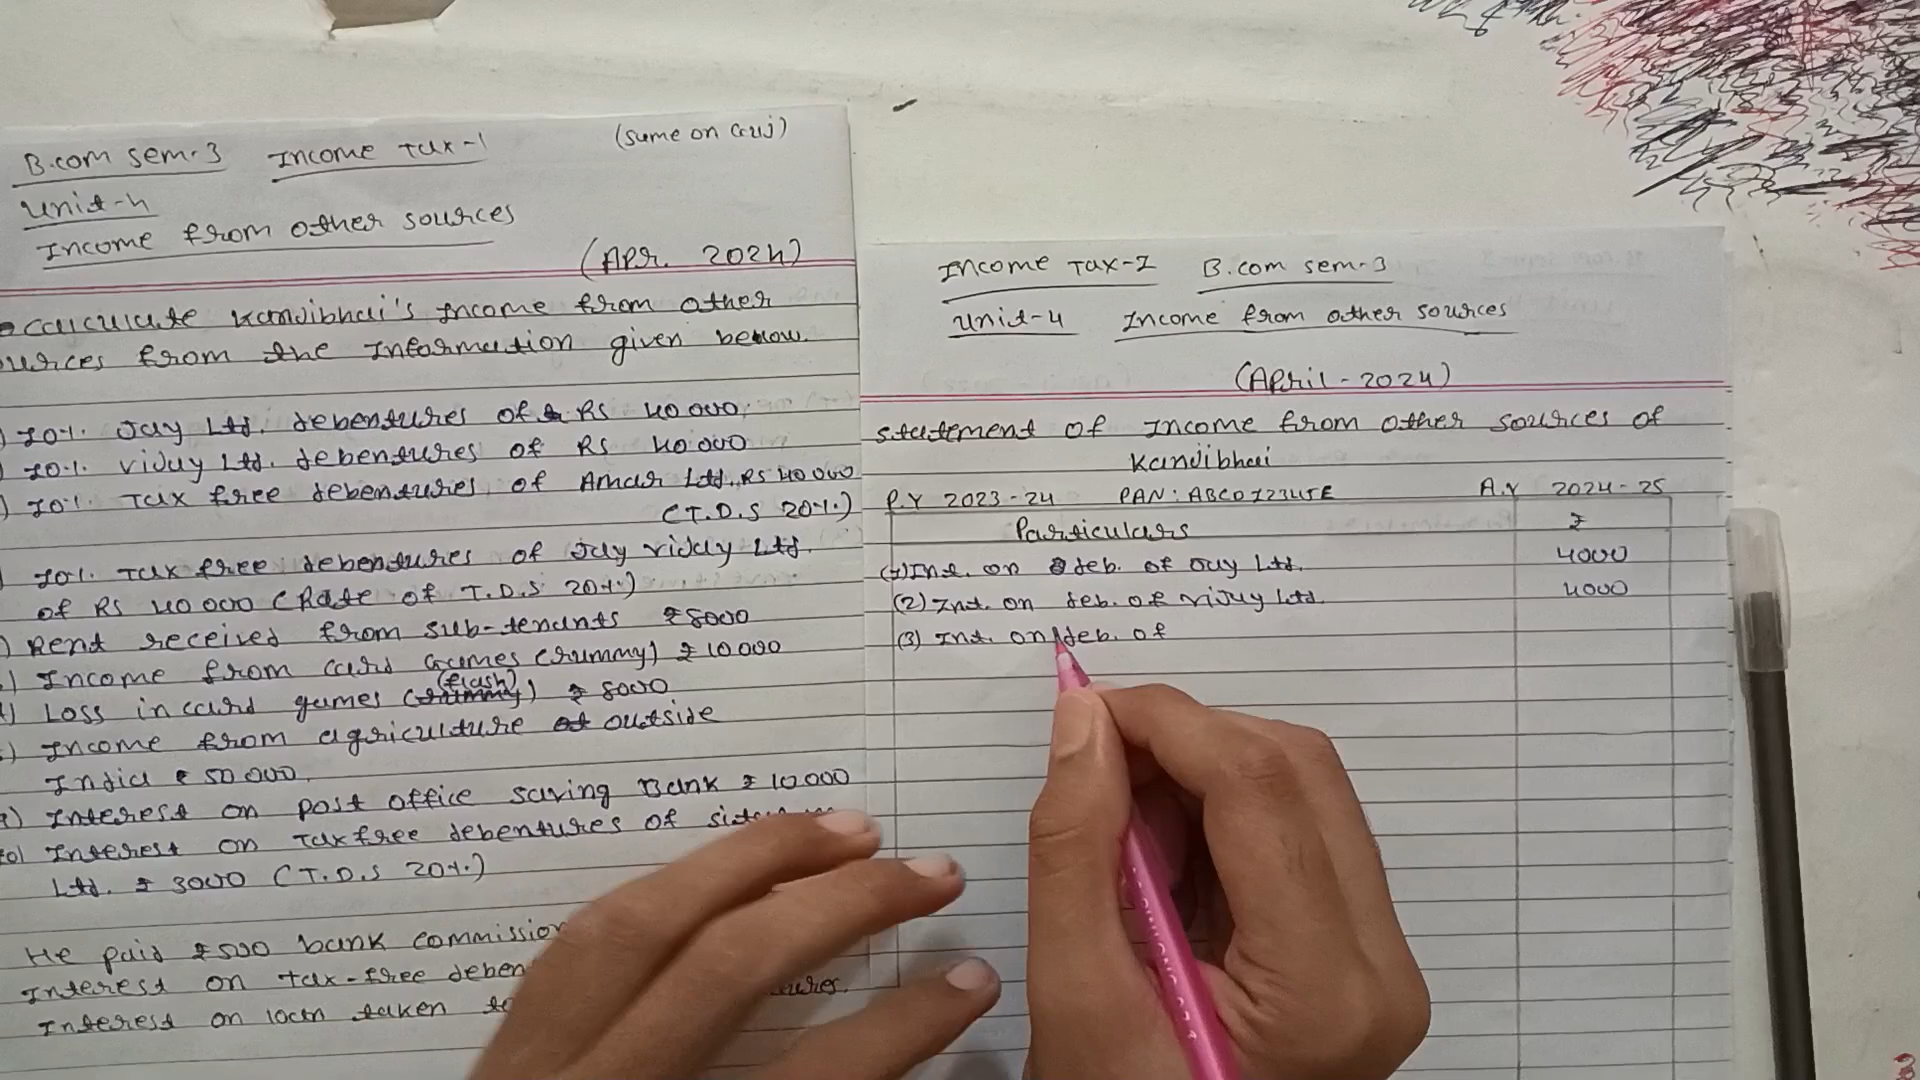 B.com sem-3 Income Tax-1 (same on Guj)
Unit-4
Income from other sources
(Apr. 2024)
calculate Kanjibhai's Income from other
from the Information given below.
10%. Jay Ltd. debentures of Rs 40000
10%. Vijay Ltd. debentures of Rs 40000
10%. Tax free debentures of Amar Ltd. Rs 40000
(T.D.S 20%.)
10%. Tax free debentures of Jay Vijay Ltd.
of Rs 40000 (Rate of T.D.S 20%.)
Rent received from sub-tenants ₹8000
Income from card Games (rummy) ₹10000
Loss in card games (flash) ₹ 8000
Income from agriculture outside
India ₹ 50000.
Interest on post office saving Bank ₹ 10000
Interest on Tax free debentures of
Ltd. ₹ 3000 (T.D.S 20%.)
He paid ₹500 bank commission
Interest on tax-free
Interest on loan taken
Income Tax-I B.com sem-3
Unit-4 Income from other sources
(April-2024)
statement of Income from other sources of
Kanjibhai
P.Y 2023-24 PAN: ABCD1234SE A.Y 2024-25
Particulars ₹
(1) Int. on deb. of Jay Ltd. 4000
(2) Int. on deb. of Vijay Ltd. 4000
(3) Int. on deb. of